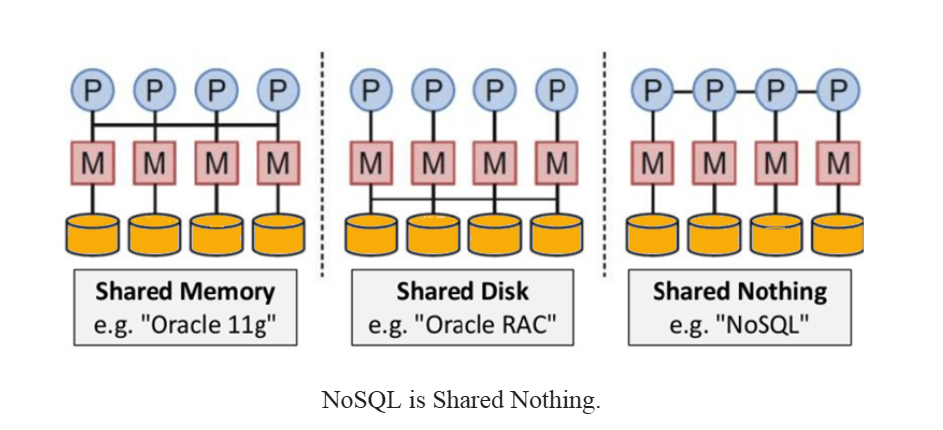 P P P P
P P P P
P P P P
M M M M
M M M M
M M M M
Shared Memory
e.g. "Oracle 11g"
Shared Disk
e.g. "Oracle RAC"
Shared Nothing
e.g. "NoSQL"
NoSQL is Shared Nothing.